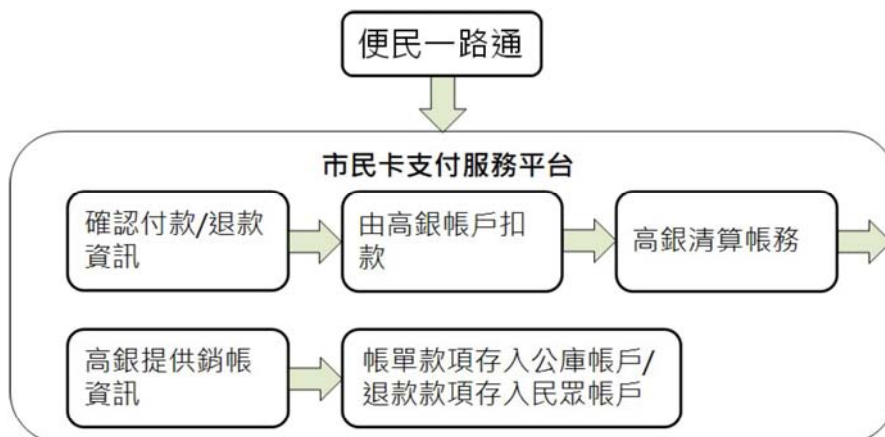 便民一路通
市民卡支付服務平台
確認付款/退款
資訊
由高銀帳戶扣
款
高銀清算帳務
高銀提供銷帳
資訊
帳單款項存入公庫帳戶/
退款款項存入民眾帳戶